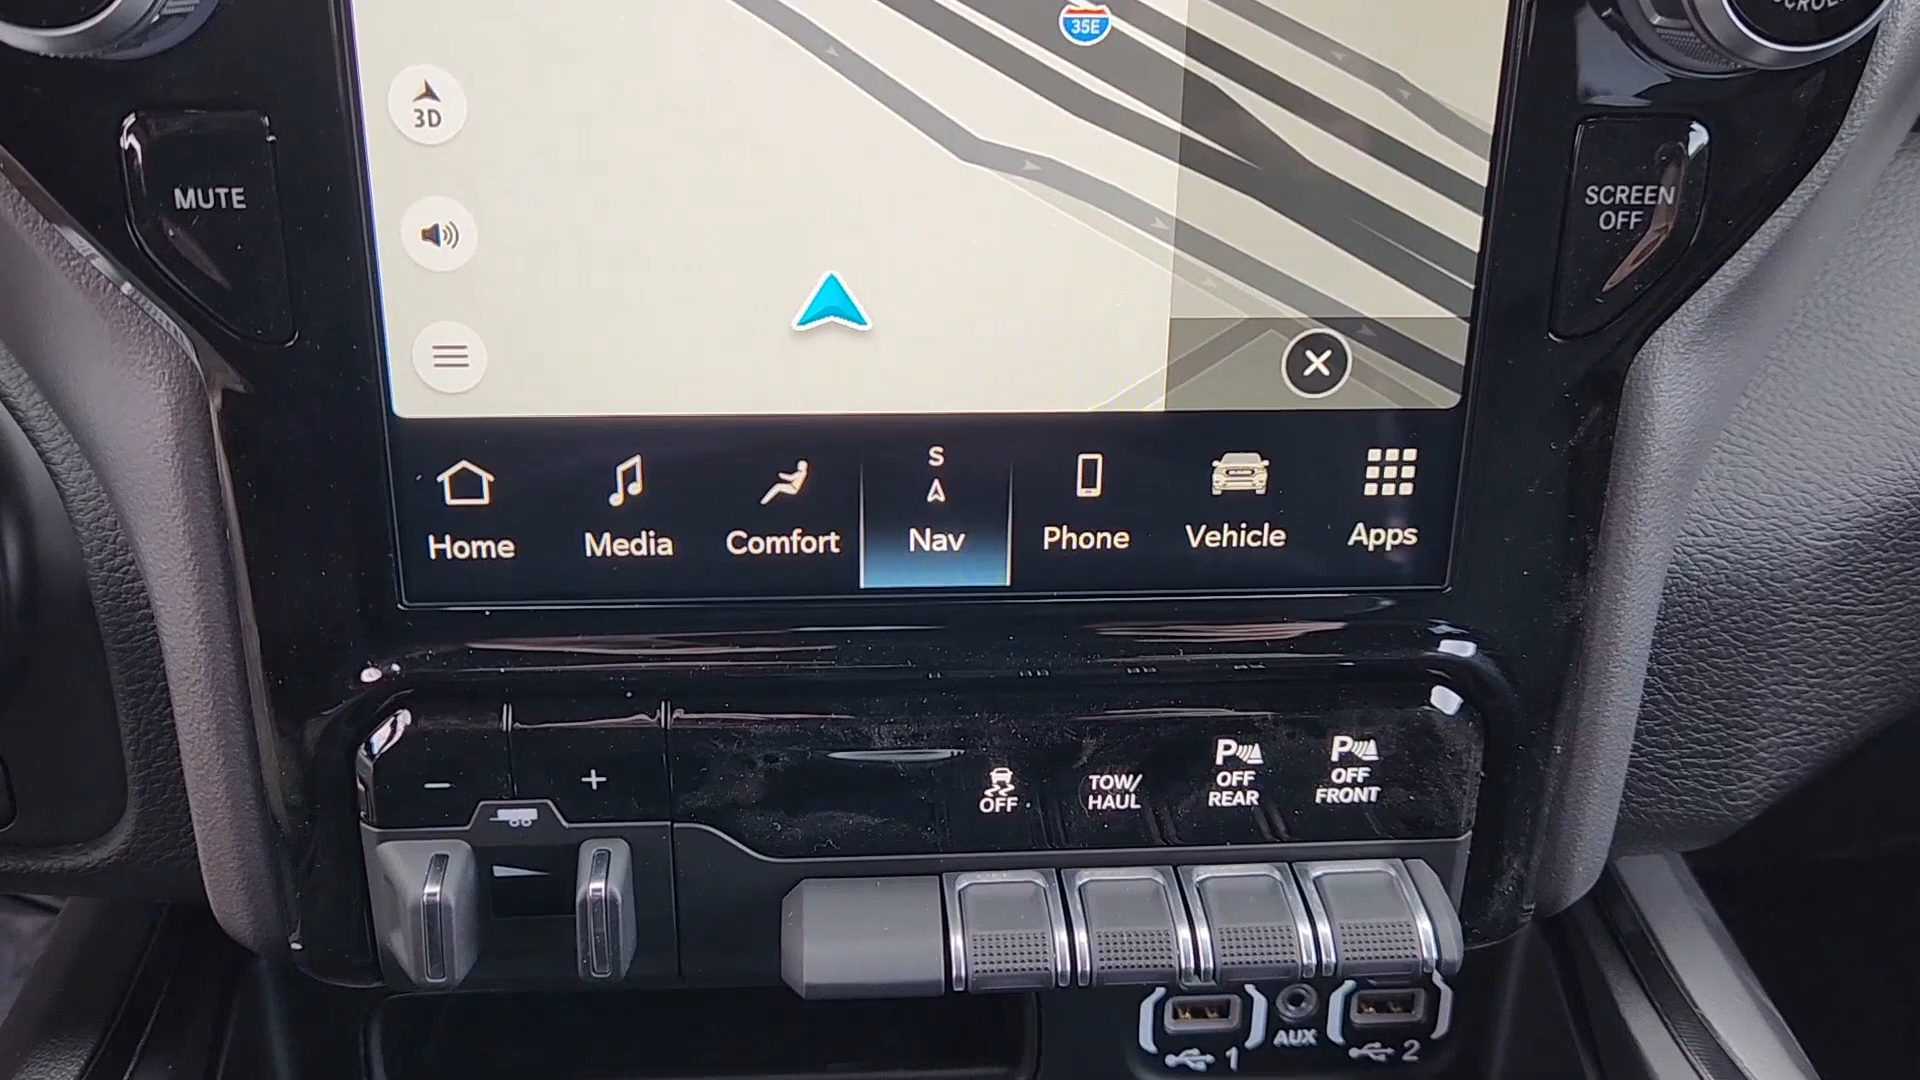 35E
SCROLL
3D
MUTE
SCREEN
OFF
S
Home
Media
Comfort
Nav
Phone
Vehicle
Apps
−
+
OFF
TOW/
HAUL
P
OFF
REAR
P
OFF
FRONT
1
AUX
2